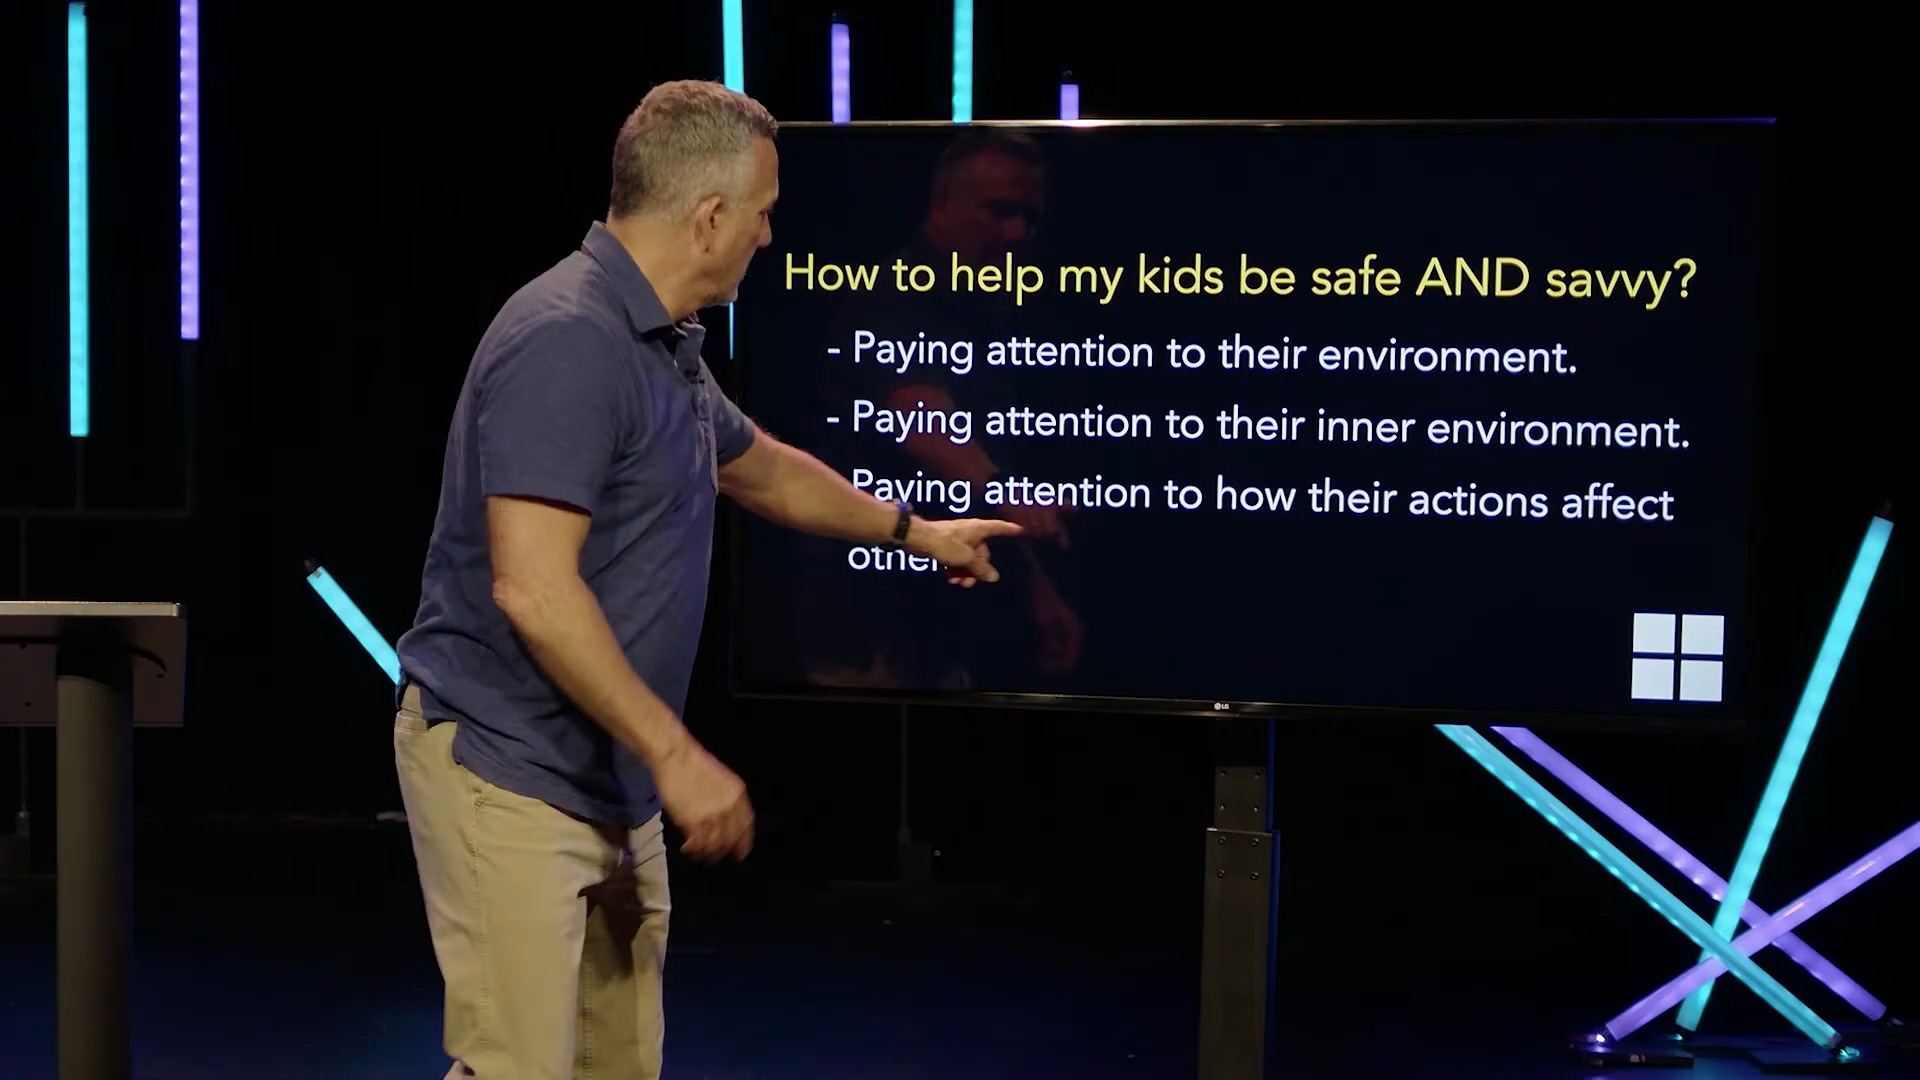 How to help my kids be safe AND savvy?
- Paying attention to their environment.
- Paying attention to their inner environment.
Paying attention to how their actions affect
LG